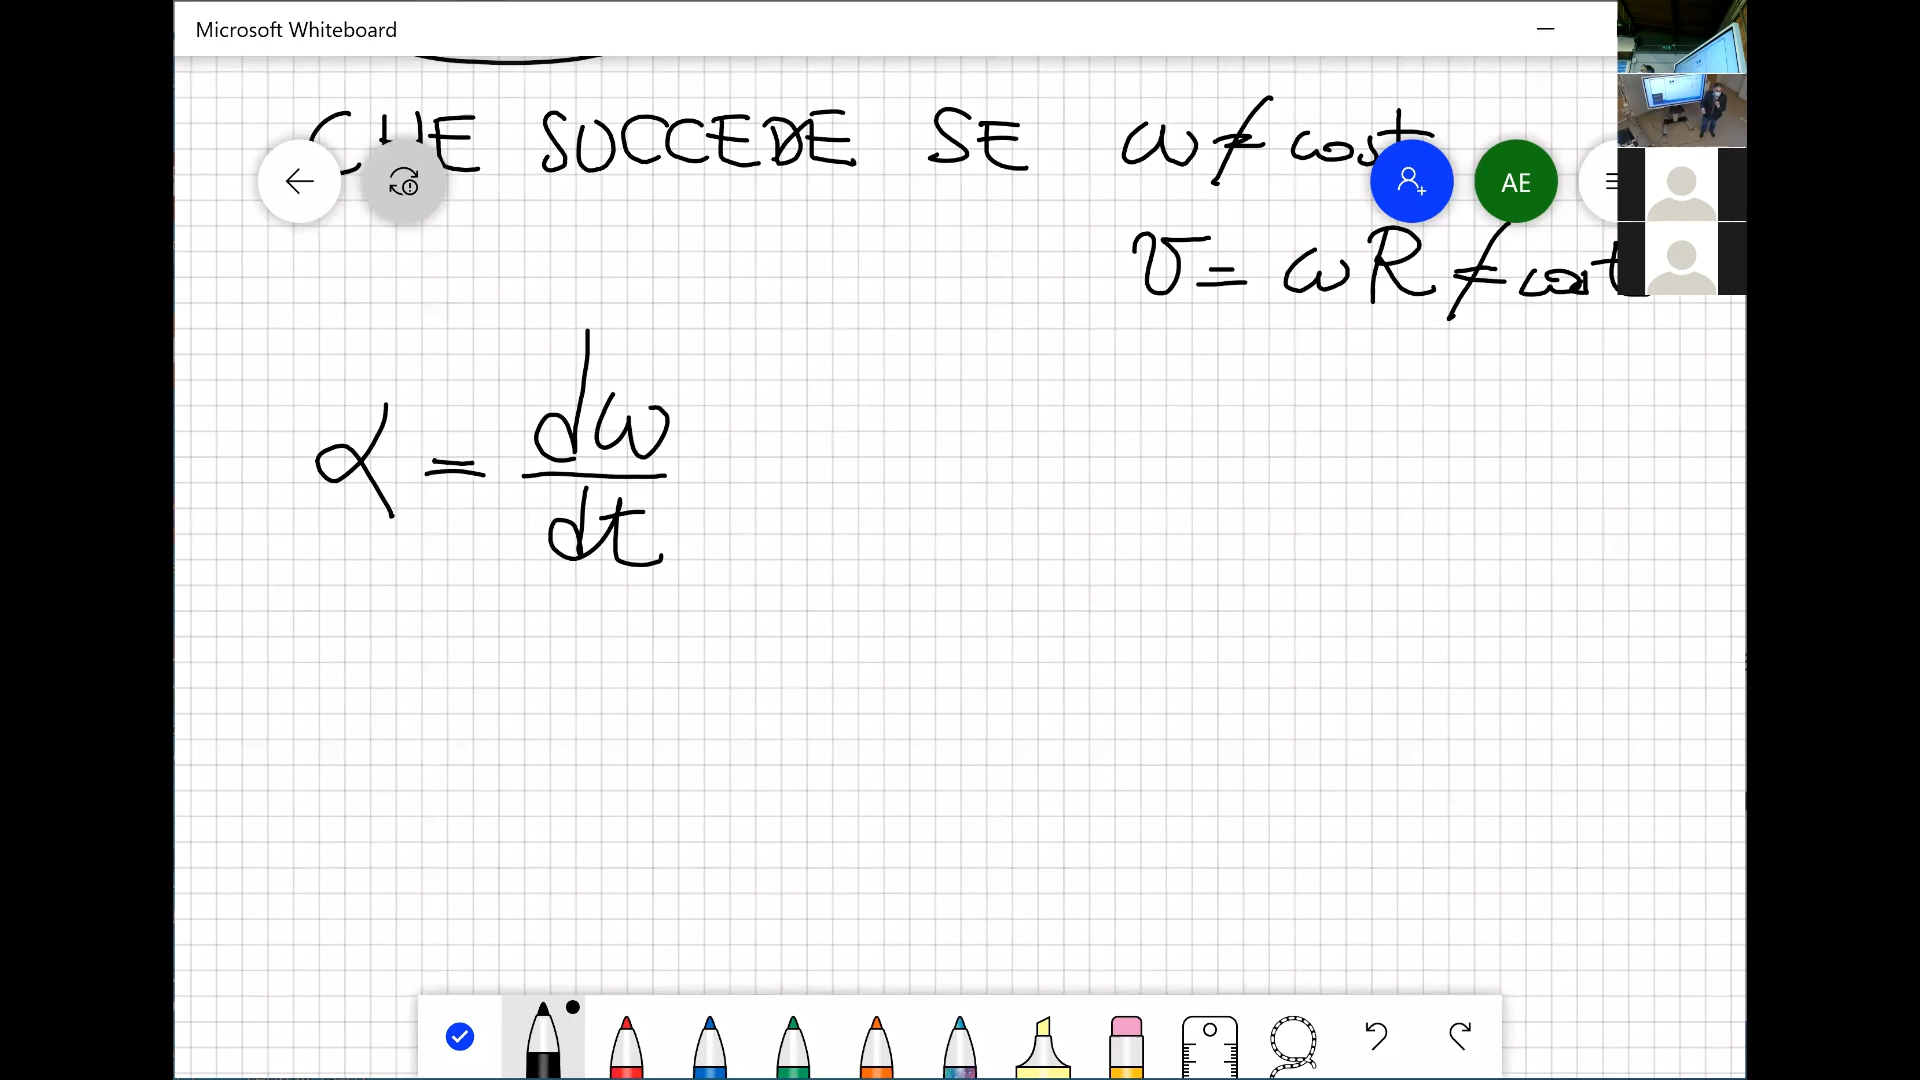 Microsoft Whiteboard
CHE SUCCEDE SE ω ≠ cost
AE
v = ωR ≠ cost
α = dω/dt